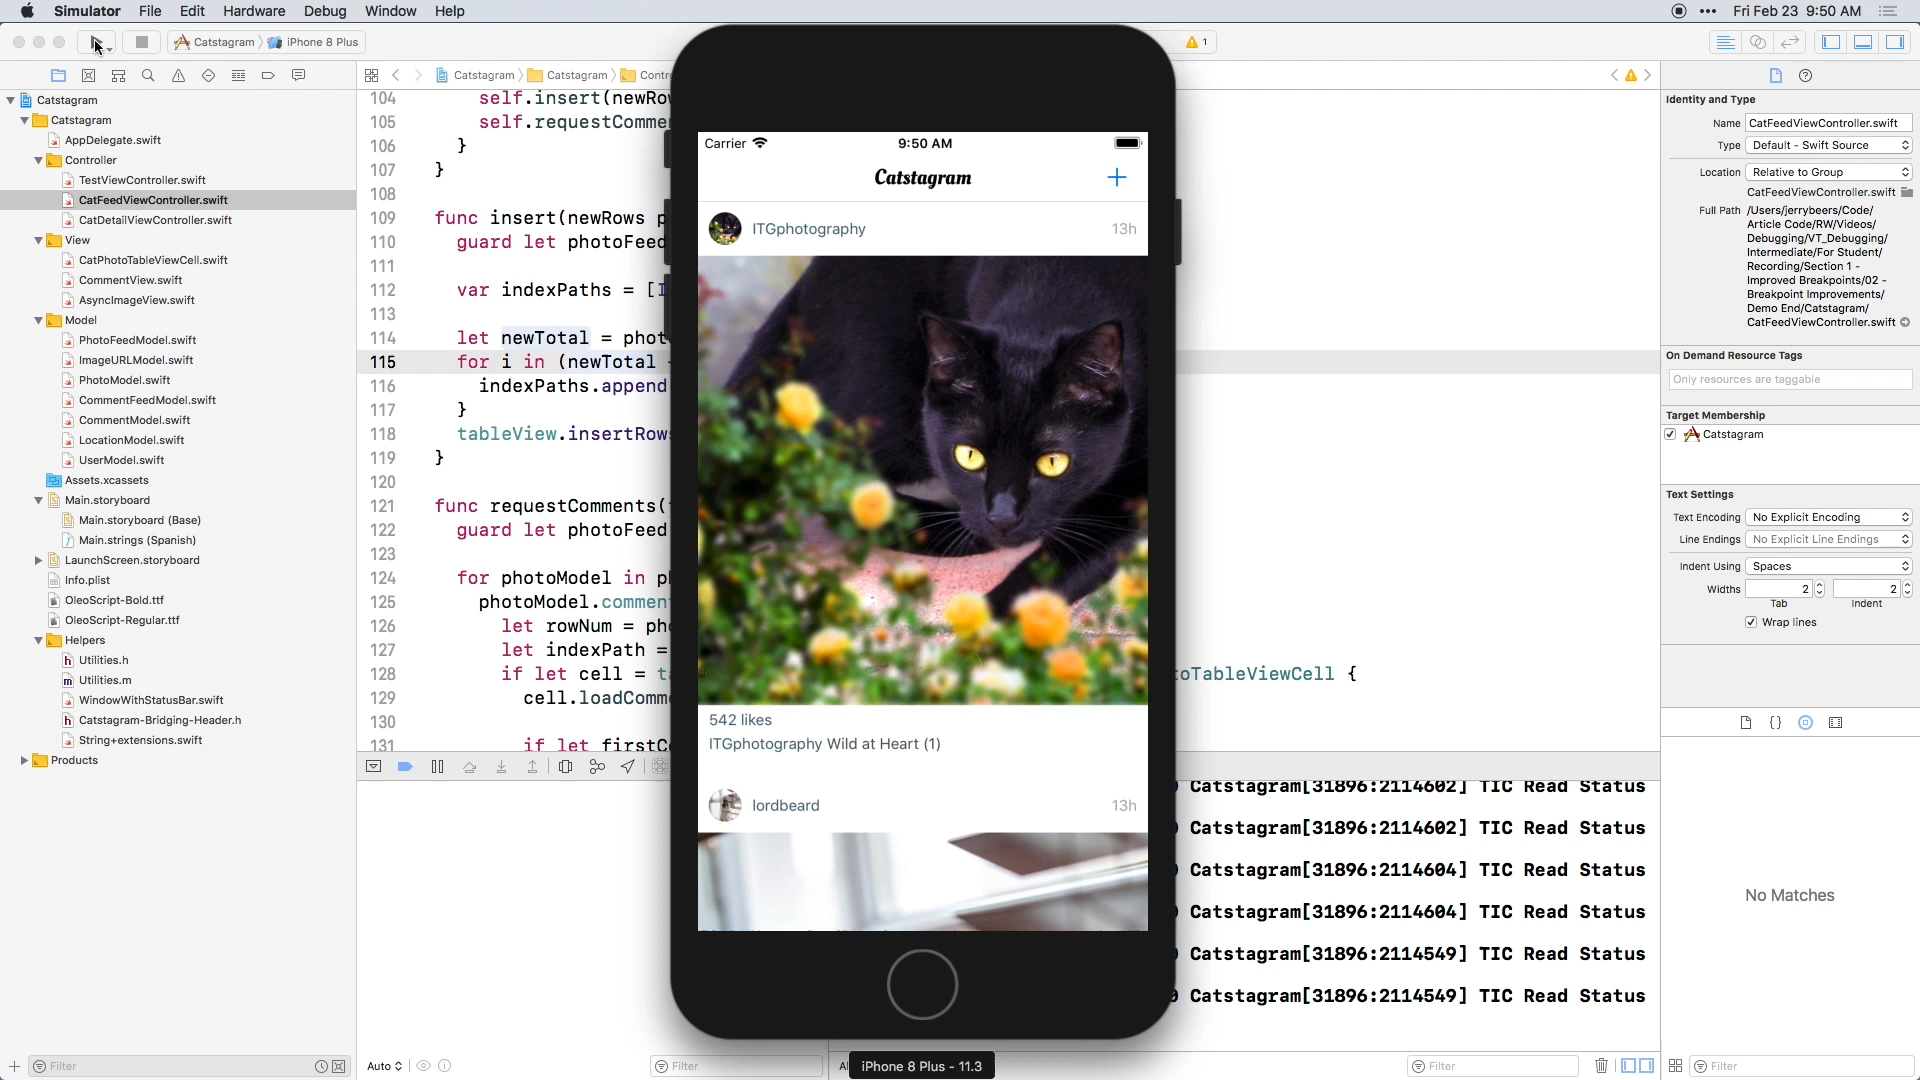 Simulator File Edit Hardware Debug Window Help Fri Feb 23 9:50 AM
Catstagram iPhone 8 Plus 1
Catstagram Catstagram Contr
Catstagram
Catstagram
AppDelegate.swift
Controller
TestViewController.swift
CatFeedViewController.swift
CatDetailViewController.swift
View
CatPhotoTableViewCell.swift
CommentView.swift
AsyncImageView.swift
Model
PhotoFeedModel.swift
ImageURLModel.swift
PhotoModel.swift
CommentFeedModel.swift
CommentModel.swift
LocationModel.swift
UserModel.swift
Assets.xcassets
Main.storyboard
Main.storyboard (Base)
Main.strings (Spanish)
LaunchScreen.storyboard
Info.plist
OleoScript-Bold.ttf
OleoScript-Regular.ttf
Helpers
Utilities.h
Utilities.m
WindowWithStatusBar.swift
Catstagram-Bridging-Header.h
String+extensions.swift
Products
Filter
104 self.insert(newRo
105 self.requestComme
106 }
107 }
108
109 func insert(newRows p
110 guard let photoFeed
111
112 var indexPaths = [I
113
114 let newTotal = phot
115 for i in (newTotal -
116 indexPaths.append
117 }
118 tableView.insertRow
119 }
120
121 func requestComments(
122 guard let photoFeed
123
124 for photoModel in p
125 photoModel.commen
126 let rowNum = ph
127 let indexPath =
128 if let cell = t oTableViewCell {
129 cell.loadComm
130
131 if let firstC
Carrier 9:50 AM
Catstagram
ITGphotography 13h
542 likes
ITGphotography Wild at Heart (1)
lordbeard 13h
iPhone 8 Plus - 11.3
Catstagram[31896:2114602] TIC Read Status
Catstagram[31896:2114602] TIC Read Status
Catstagram[31896:2114604] TIC Read Status
Catstagram[31896:2114604] TIC Read Status
Catstagram[31896:2114549] TIC Read Status
Catstagram[31896:2114549] TIC Read Status
Auto Filter Al Filter
Identity and Type
Name CatFeedViewController.swift
Type Default - Swift Source
Location Relative to Group
CatFeedViewController.swift
Full Path /Users/jerrybeers/Code/
Article Code/RW/Videos/
Debugging/VT_Debugging/
Intermediate/For Student/
Recording/Section 1 -
Improved Breakpoints/02 -
Breakpoint Improvements/
Demo End/Catstagram/
CatFeedViewController.swift
On Demand Resource Tags
Only resources are taggable
Target Membership
Catstagram
Text Settings
Text Encoding No Explicit Encoding
Line Endings No Explicit Line Endings
Indent Using Spaces
Widths 2 2
Tab Indent
Wrap lines
{}
No Matches
Filter